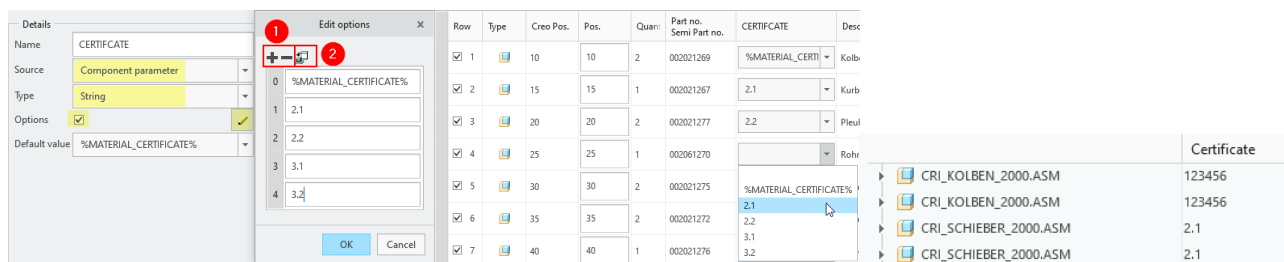 Details
Name CERTIFCATE
Source Component parameter
Type String
Options
Default value %MATERIAL_CERTIFICATE%
1
Edit options x
2
0 %MATERIAL_CERTIFICATE%
1 2.1
2 2.2
3 3.1
4 3.2
OK Cancel
Row Type Creo Pos. Pos. Quant Part no. CERTIFCATE Desc
Semi Part no.
1 10 10 2 002021269 %MATERIAL_CERTI Kolbe
2 15 15 1 002021267 2.1 Kurb
3 20 20 2 002021277 2.2 Pleul
4 25 25 1 002061270 Rohr
5 30 30 2 002021275
6 35 35 2 002021272
7 40 40 1 002021276
%MATERIAL_CERTIFICATE%
2.1
2.2
3.1
3.2
Certificate
CRI_KOLBEN_2000.ASM 123456
CRI_KOLBEN_2000.ASM 123456
CRI_SCHIEBER_2000.ASM 2.1
CRI_SCHIEBER_2000.ASM 2.1